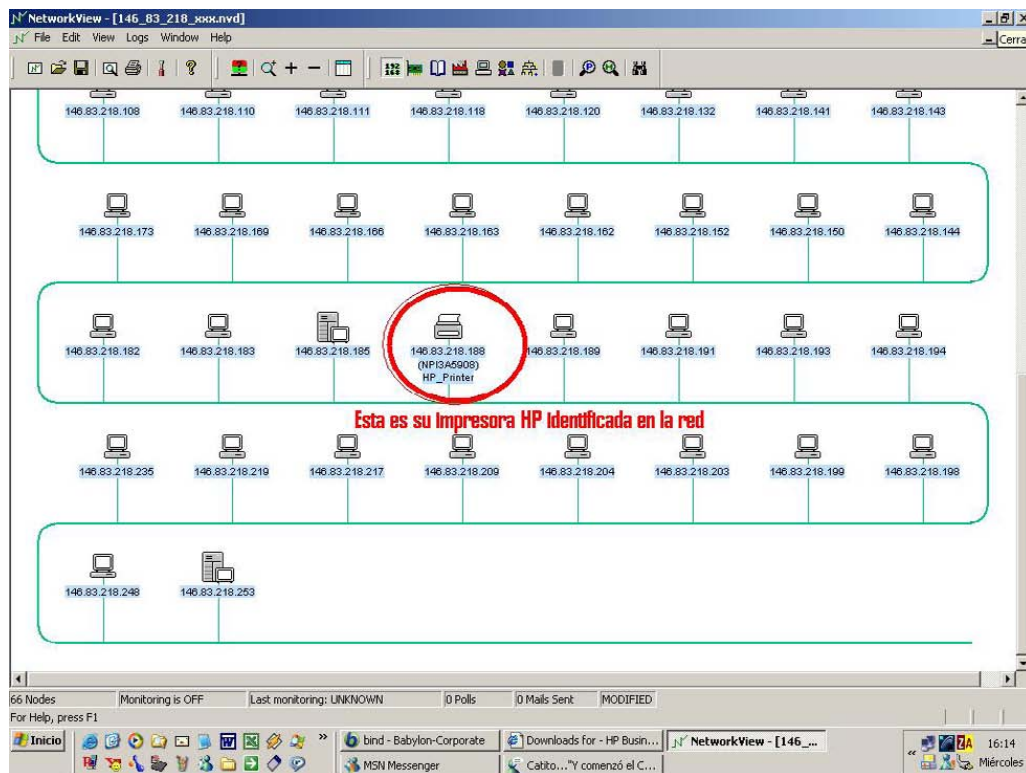 NetworkView - [146_83_218_xxx.nvd]
File Edit View Logs Window Help
Cerra
146.83.218.108 146.83.218.110 146.83.218.111 146.83.218.118 146.83.218.120 146.83.218.132 146.83.218.141 146.83.218.143
146.83.218.173 146.83.218.169 146.83.218.166 146.83.218.163 146.83.218.162 146.83.218.152 146.83.218.150 146.83.218.144
146.83.218.182 146.83.218.183 146.83.218.185 146.83.218.188 146.83.218.189 146.83.218.191 146.83.218.193 146.83.218.194
(NPI3A5908)
HP_Printer
Esta es su Impresora HP Identificada en la red
146.83.218.235 146.83.218.219 146.83.218.217 146.83.218.209 146.83.218.204 146.83.218.203 146.83.218.199 146.83.218.198
146.83.218.248 146.83.218.253
66 Nodes Monitoring is OFF Last monitoring: UNKNOWN 0 Polls 0 Mails Sent MODIFIED
For Help, press F1
Inicio » bind - Babylon-Corporate Downloads for - HP Busin... NetworkView - [146_... « ZA 16:14
MSN Messenger Catito..."Y comenzó el C... Miércoles